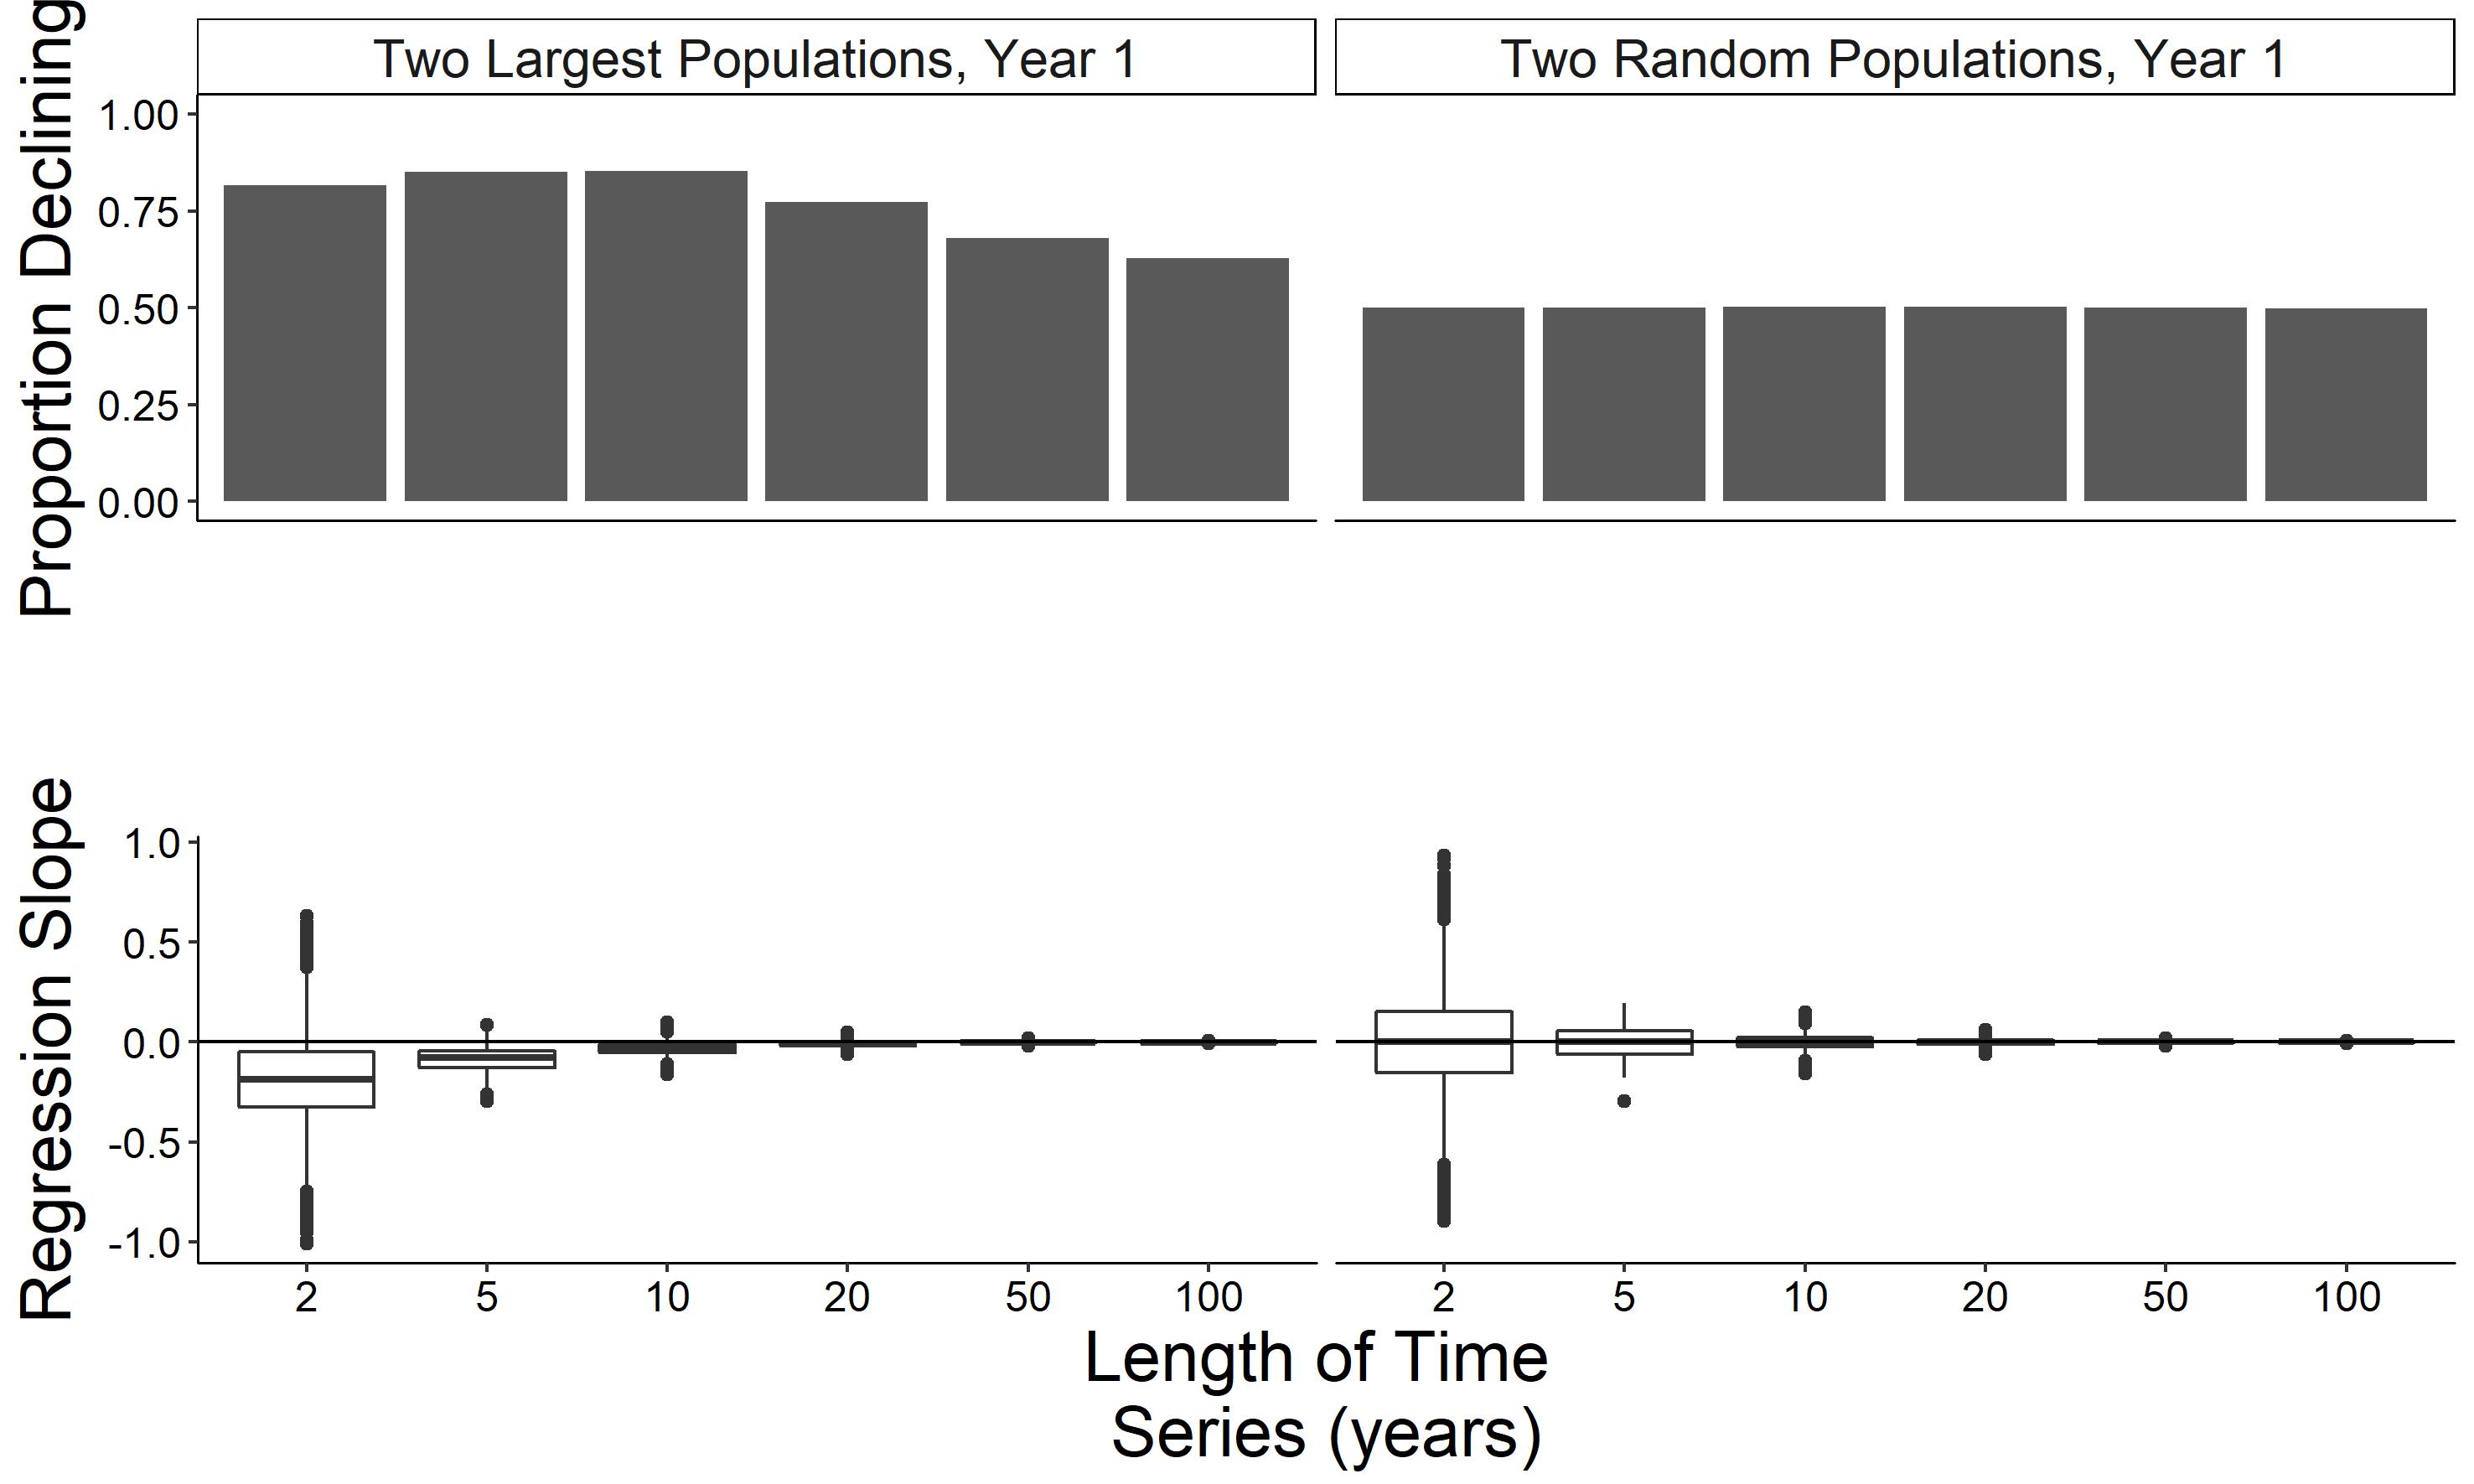 Two Largest Populations, Year 1
Two Random Populations, Year 1
Proportion Declining
1.00
0.75
0.50
0.25
0.00
Regression Slope
1.0
0.5
0.0
-0.5
-1.0
2 5 10 20 50 100
2 5 10 20 50 100
Length of Time
Series (years)